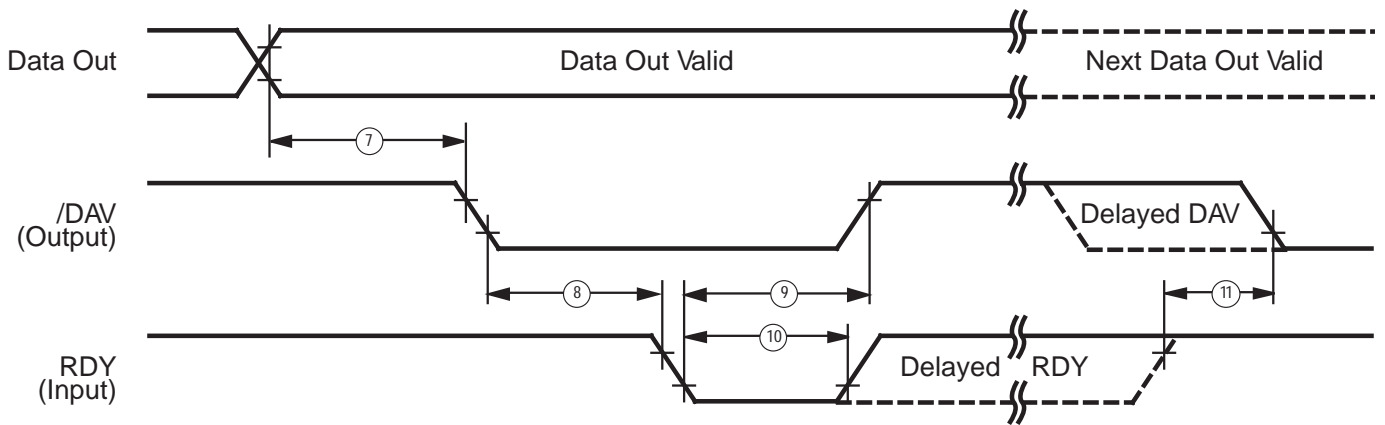 Data Out
Data Out Valid
Next Data Out Valid
7
/DAV
(Output)
Delayed DAV
8
9
11
10
RDY
(Input)
Delayed RDY